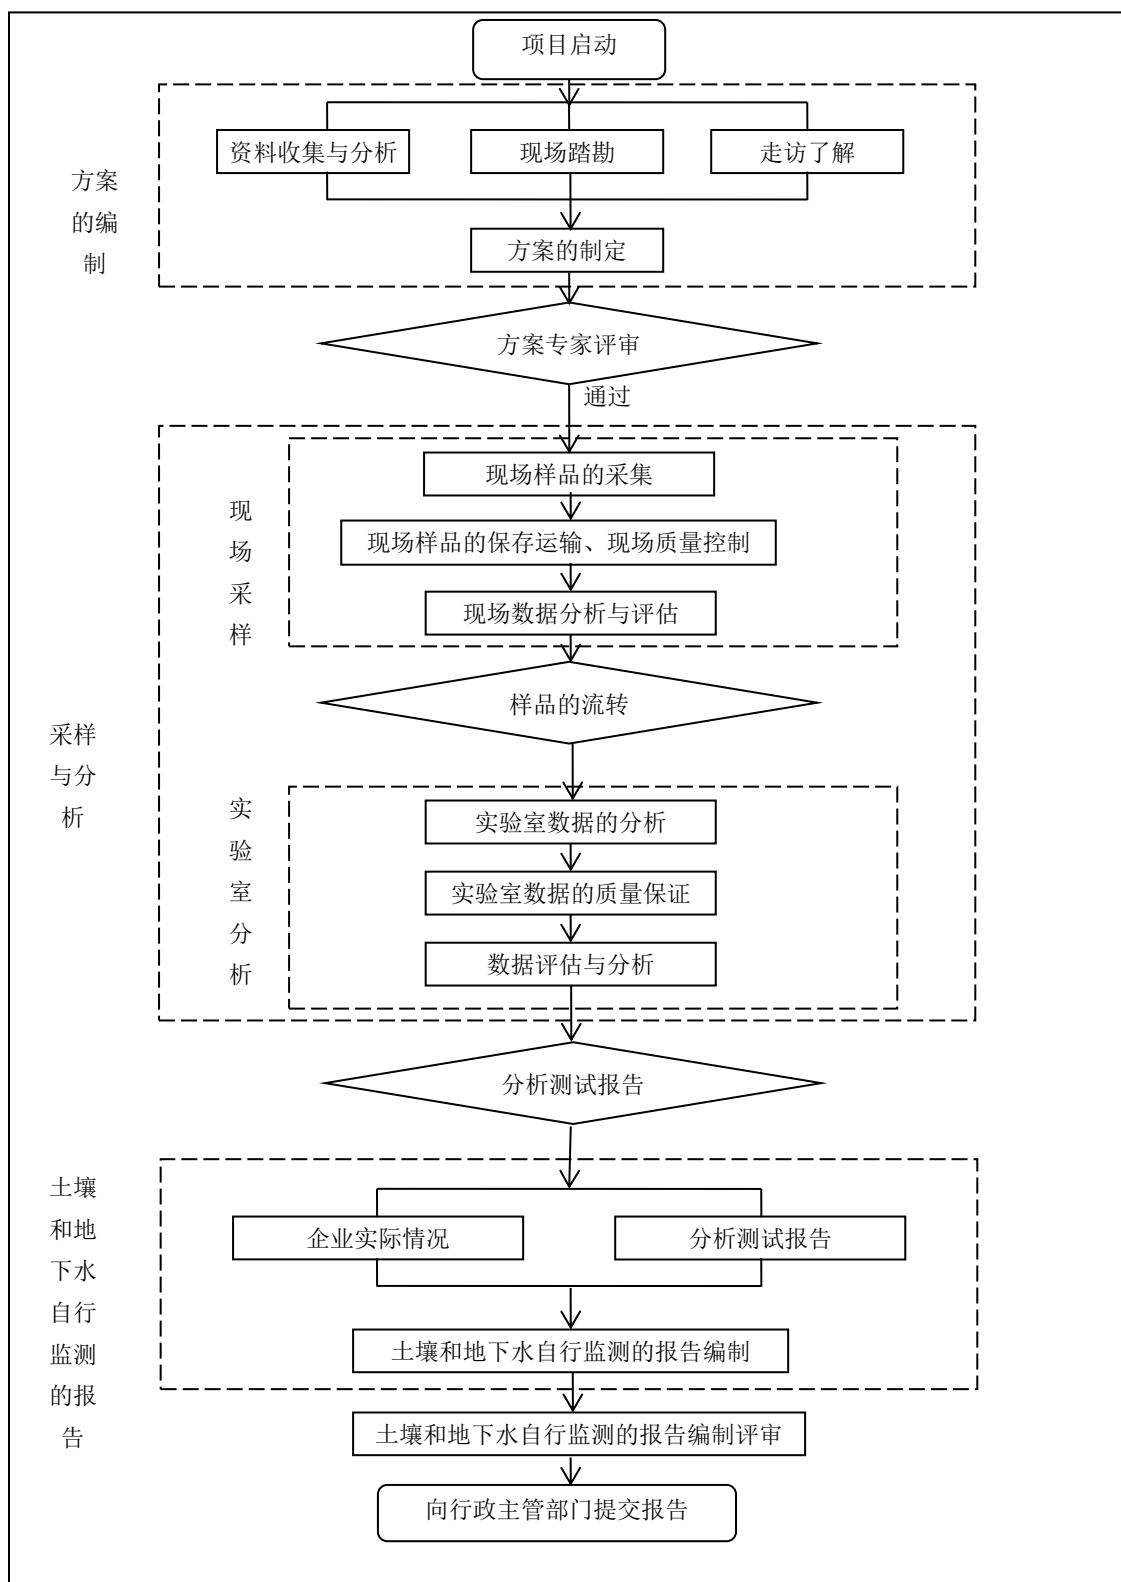 项目启动
资料收集与分析
现场踏勘
走访了解
方案
的编
制
方案的制定
方案专家评审
通过
现场样品的采集
现
场
采
样
现场样品的保存运输、现场质量控制
现场数据分析与评估
样品的流转
采样
与分
析
实
验
室
分
析
实验室数据的分析
实验室数据的质量保证
数据评估与分析
分析测试报告
土壤
和地
下水
自行
监测
的报
告
企业实际情况
分析测试报告
土壤和地下水自行监测的报告编制
土壤和地下水自行监测的报告编制评审
向行政主管部门提交报告